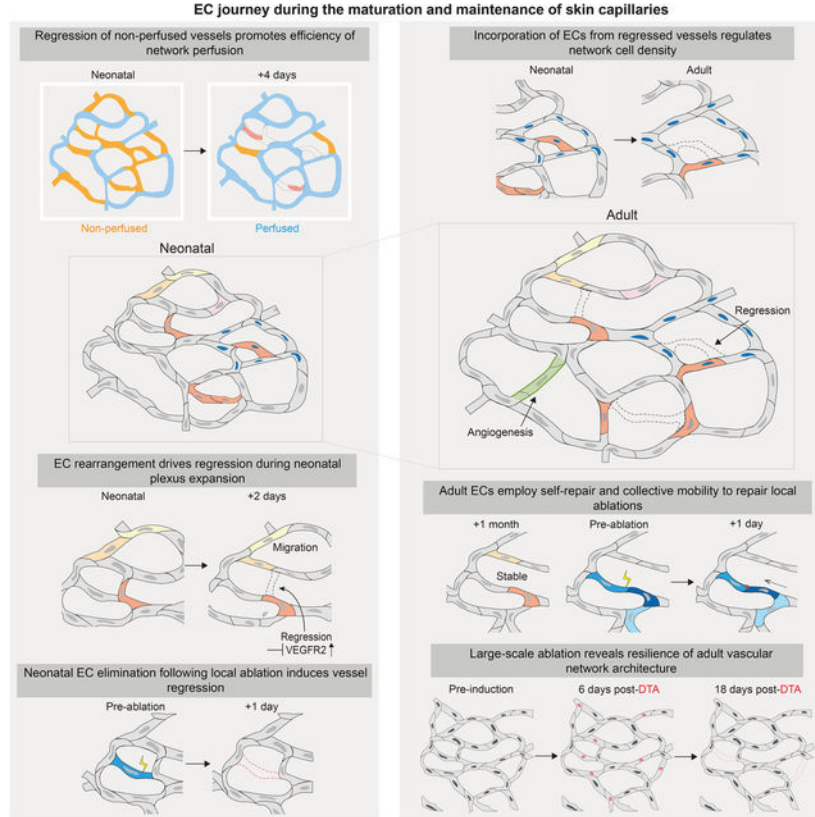 EC journey during the maturation and maintenance of skin capillaries
Regression of non-perfused vessels promotes efficiency of
network perfusion
Neonatal
+4 days
Non-perfused
Perfused
Neonatal
EC rearrangement drives regression during neonatal
plexus expansion
Neonatal
+2 days
Migration
Regression
VEGFR2
Neonatal EC elimination following local ablation induces vessel
regression
Pre-ablation
+1 day
Incorporation of ECs from regressed vessels regulates
network cell density
Neonatal
Adult
Adult
Regression
Angiogenesis
Adult ECs employ self-repair and collective mobility to repair local
ablations
+1 month
Pre-ablation
+1 day
Stable
Large-scale ablation reveals resilience of adult vascular
network architecture
Pre-induction
6 days post-DTA
18 days post-DTA